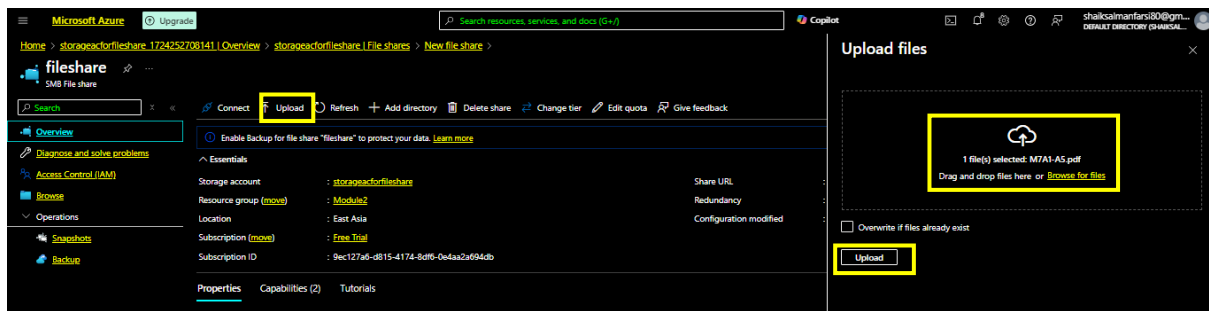 Microsoft Azure
Upgrade
Search resources, services, and docs (G+/)
Copilot
shaiksalmanfarsi80@gm...
DEFAULT DIRECTORY (SHAIKSAL...
Home > storageacforfileshare_1724252708141 | Overview > storageacforfileshare | File shares > New file share >
fileshare
SMB File share
Search
Connect Upload Refresh Add directory Delete share Change tier Edit quota Give feedback
Overview
Diagnose and solve problems
Access Control (IAM)
Browse
Operations
Snapshots
Backup
Enable Backup for file share "fileshare" to protect your data. Learn more
Essentials
Storage account : storageacforfileshare
Resource group (move) : Module2
Location : East Asia
Subscription (move) : Free Trial
Subscription ID : 9ec127a6-d815-4174-8df6-0e4aa2a694db
Share URL :
Redundancy :
Configuration modified :
Properties Capabilities (2) Tutorials
Upload files
1 file(s) selected: M7A1-A5.pdf
Drag and drop files here or Browse for files
Overwrite if files already exist
Upload